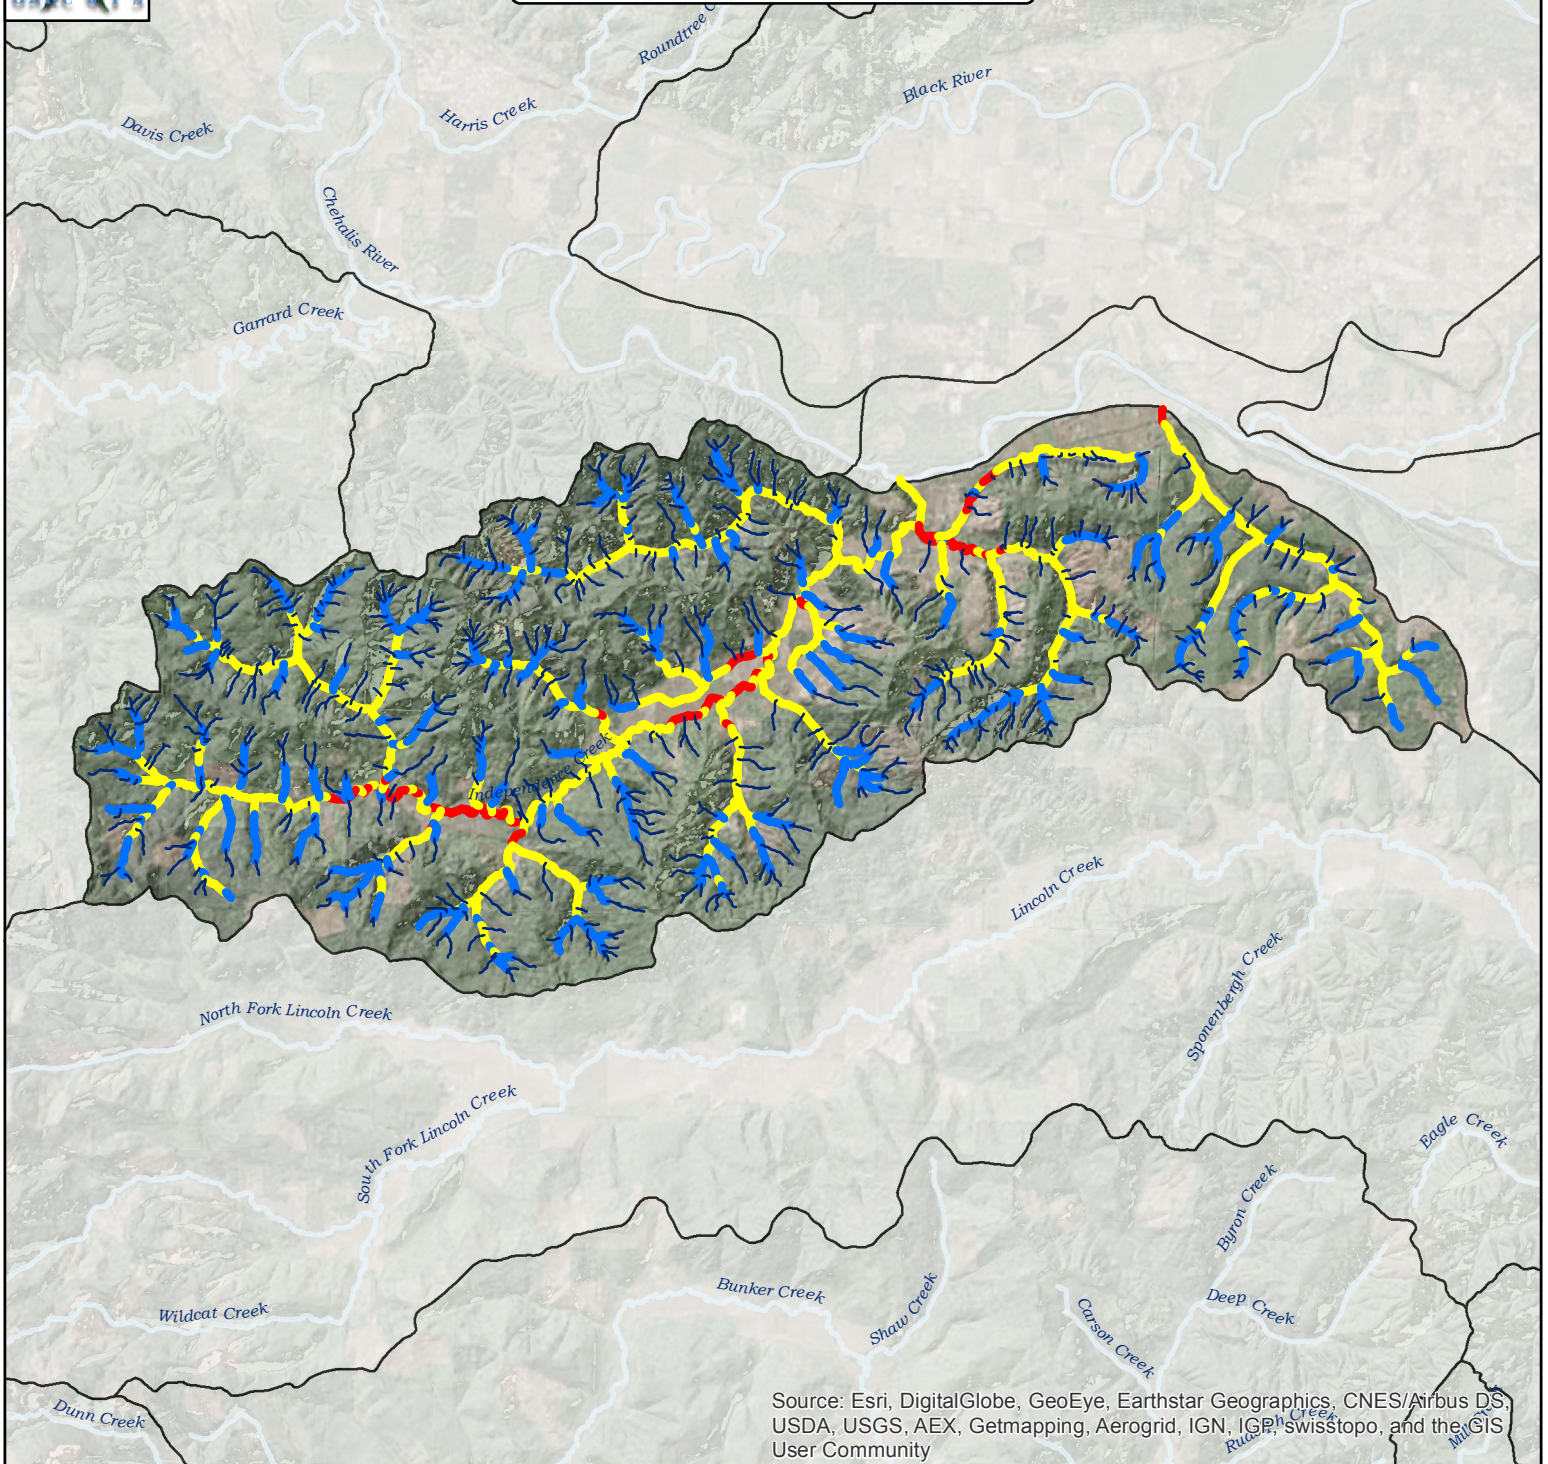 Roundtree C
Black River
Davis Creek
Harris Creek
Chehalis River
Garrard Creek
Independence Creek
Lincoln Creek
Sponenbergh Creek
North Fork Lincoln Creek
South Fork Lincoln Creek
Eagle Creek
Byron Creek
Wildcat Creek
Bunker Creek
Shaw Creek
Deep Creek
Carson Creek
Dunn Creek
Source: Esri, DigitalGlobe, GeoEye, Earthstar Geographics, CNES/Airbus DS,
USDA, USGS, AEX, Getmapping, Aerogrid, IGN, IGP, swisstopo, and the GIS
User Community
Creek